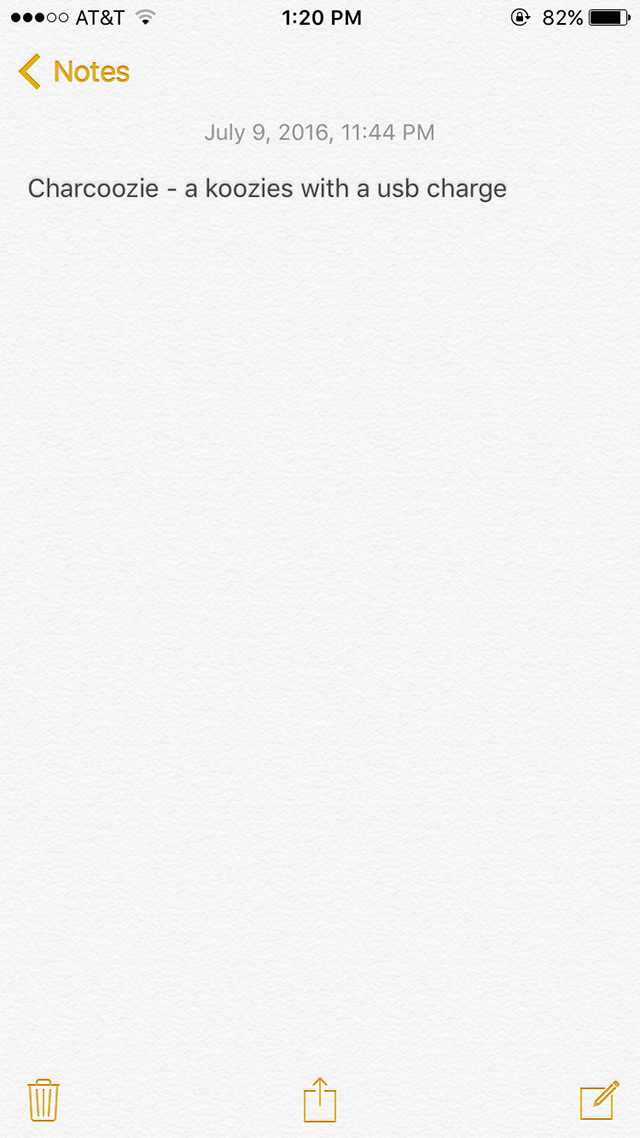 AT&T 1:20 PM 82%
Notes
July 9, 2016, 11:44 PM
Charcoozie - a koozies with a usb charge